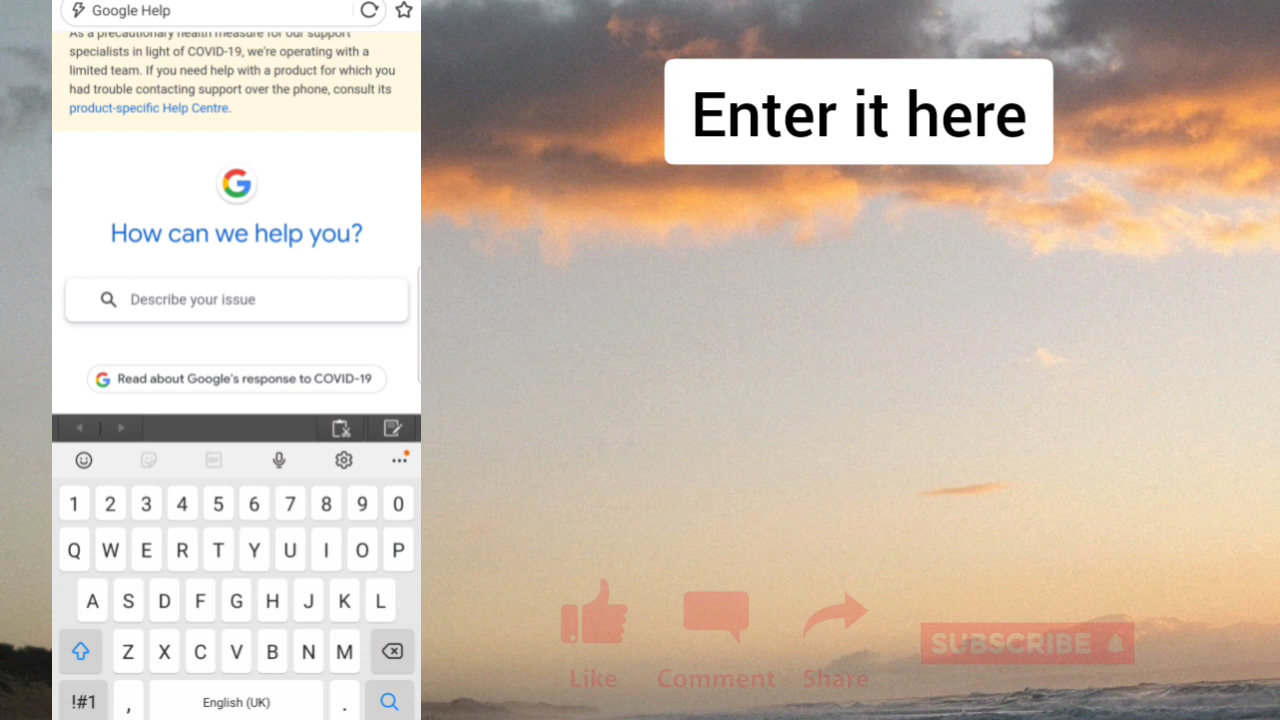 Google Help
As a precautionary health measure for our support
specialists in light of COVID-19, we're operating with a
limited team. If you need help with a product for which you
had trouble contacting support over the phone, consult its
product-specific Help Centre.
How can we help you?
Describe your issue
Read about Google's response to COVID-19
1 2 3 4 5 6 7 8 9 0
Q W E R T Y U I O P
A S D F G H J K L
Z X C V B N M
!#1 , English (UK) .
Enter it here
SUBSCRIBE
Like Comment Share